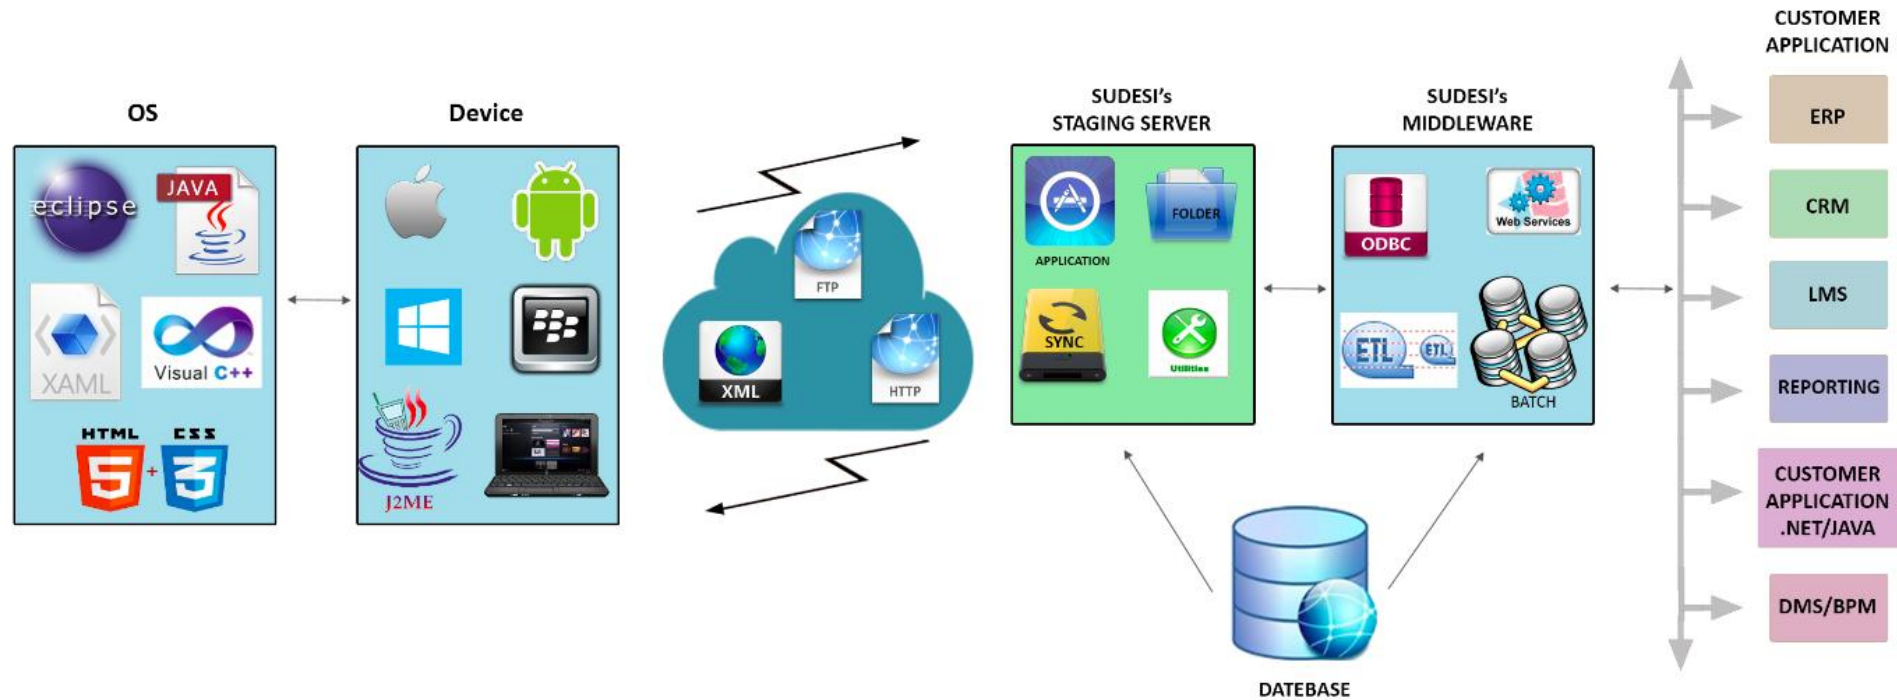 OS
eclipse
JAVA
XAML
Visual C++
HTML
5
+
CSS
3
Device
J2ME
FTP
XML
HTTP
SUDESI's
STAGING SERVER
APPLICATION
FOLDER
SYNC
Utilities
SUDESI's
MIDDLEWARE
ODBC
Web Services
ETL
ETL
BATCH
DATEBASE
CUSTOMER
APPLICATION
ERP
CRM
LMS
REPORTING
CUSTOMER
APPLICATION
.NET/JAVA
DMS/BPM